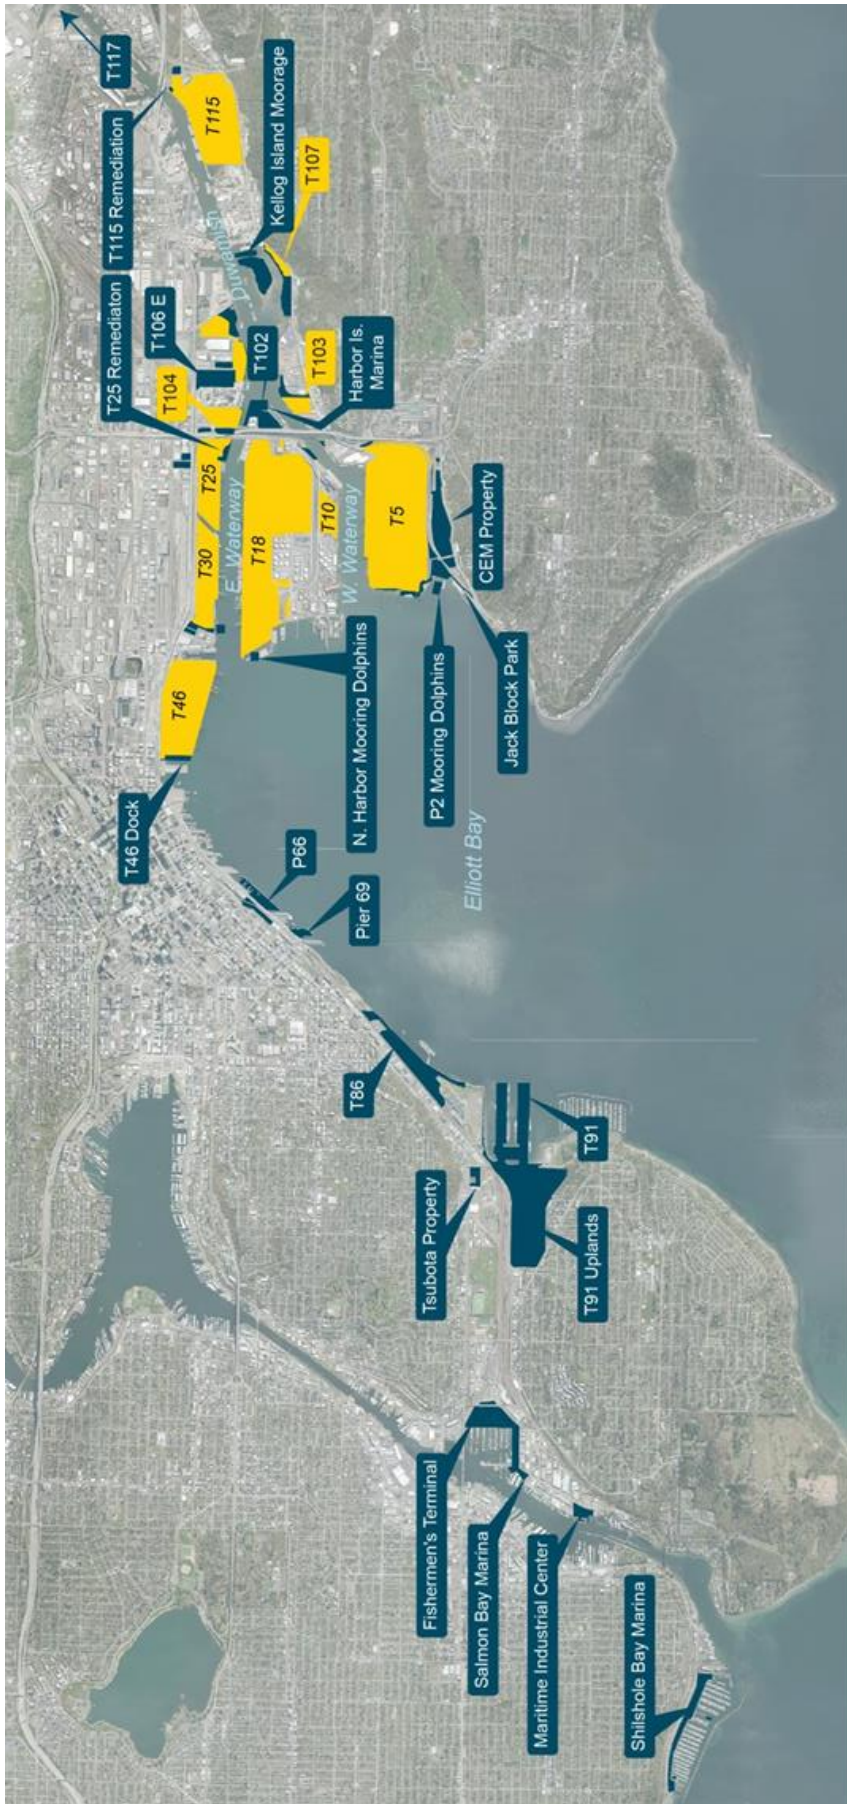 Shilshole Bay Marina
Maritime Industrial Center
Salmon Bay Marina
Fishermen's Terminal
T91 Uplands
Tsubota Property
T91
T86
Pier 69
P66
Elliott Bay
T46 Dock
T46
N. Harbor Mooring Dolphins
P2 Mooring Dolphins
Jack Block Park
CEM Property
T30
T25
E. Waterway
T18
T10
W. Waterway
T5
T25 Remediaton
T104
T106 E
T102
Harbor Is.
Marina
T103
Duwamish
T107
Kellog Island Moorage
T115 Remediation
T115
T117